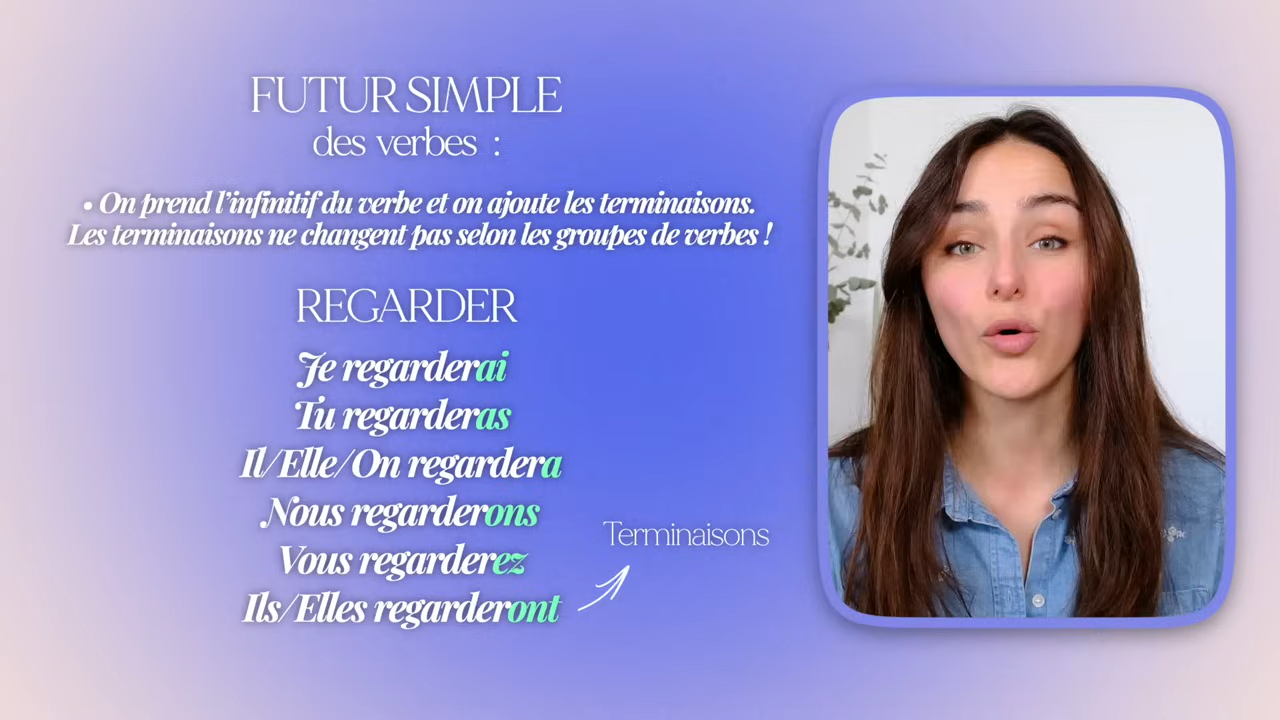 FUTUR SIMPLE
des verbes :
• On prend l'infinitif du verbe et on ajoute les terminaisons.
Les terminaisons ne changent pas selon les groupes de verbes !
REGARDER
Je regarderai
Tu regarderas
Il/Elle/On regardera
Nous regarderons
Vous regarderez
Ils/Elles regarderont
Terminaisons